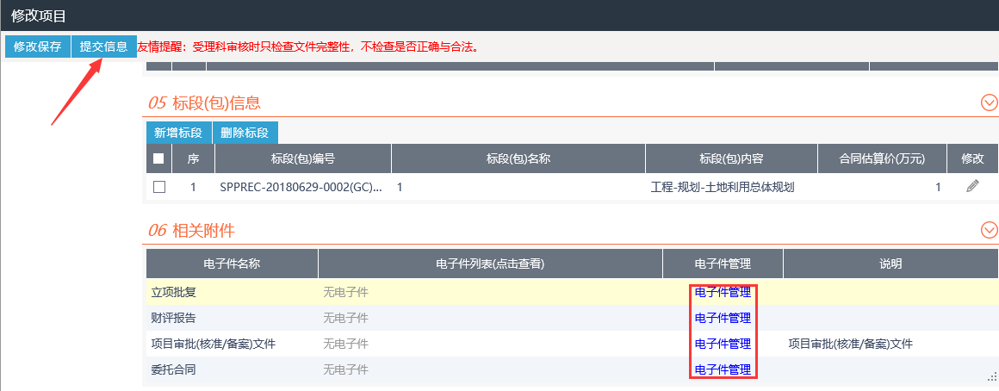 修改项目
修改保存 提交信息 友情提醒：受理科审核时只检查文件完整性，不检查是否正确与合法。
05 标段(包)信息
新增标段 删除标段
序 标段(包)编号 标段(包)名称 标段(包)内容 合同估算价(万元) 修改
1 SPPREC-20180629-0002(GC)... 1 工程-规划-土地利用总体规划 1
06 相关附件
电子件名称 电子件列表(点击查看) 电子件管理 说明
立项批复 无电子件 电子件管理
财评报告 无电子件 电子件管理
项目审批(核准/备案)文件 无电子件 电子件管理 项目审批(核准/备案)文件
委托合同 无电子件 电子件管理